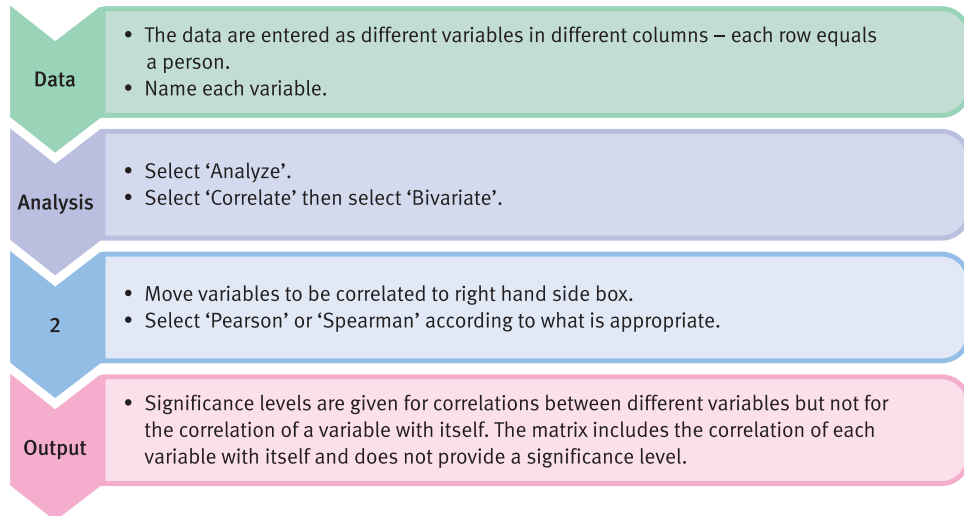 Data
• The data are entered as different variables in different columns – each row equals
a person.
• Name each variable.
Analysis
• Select ‘Analyze’.
• Select ‘Correlate’ then select ‘Bivariate’.
2
• Move variables to be correlated to right hand side box.
• Select ‘Pearson’ or ‘Spearman’ according to what is appropriate.
Output
• Significance levels are given for correlations between different variables but not for
the correlation of a variable with itself. The matrix includes the correlation of each
variable with itself and does not provide a significance level.